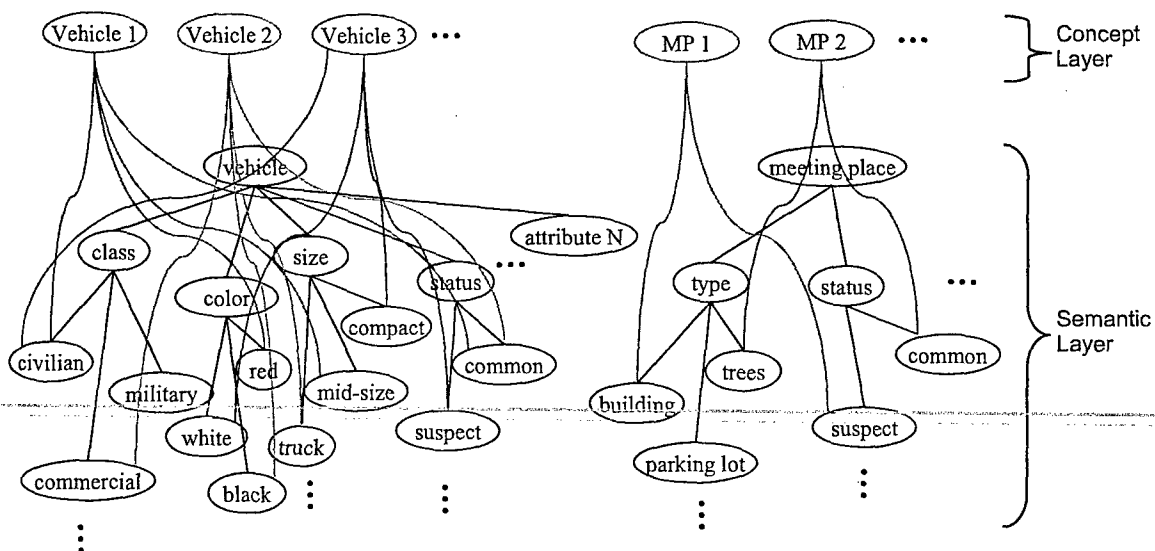 Vehicle 1 Vehicle 2 Vehicle 3 ••• MP 1 MP 2 •••
Concept
Layer
vehicle meeting place
attribute N
class size
color status ••• type status •••
compact
Semantic
Layer
civilian red common trees common
military mid-size building
white truck suspect suspect
commercial black parking lot